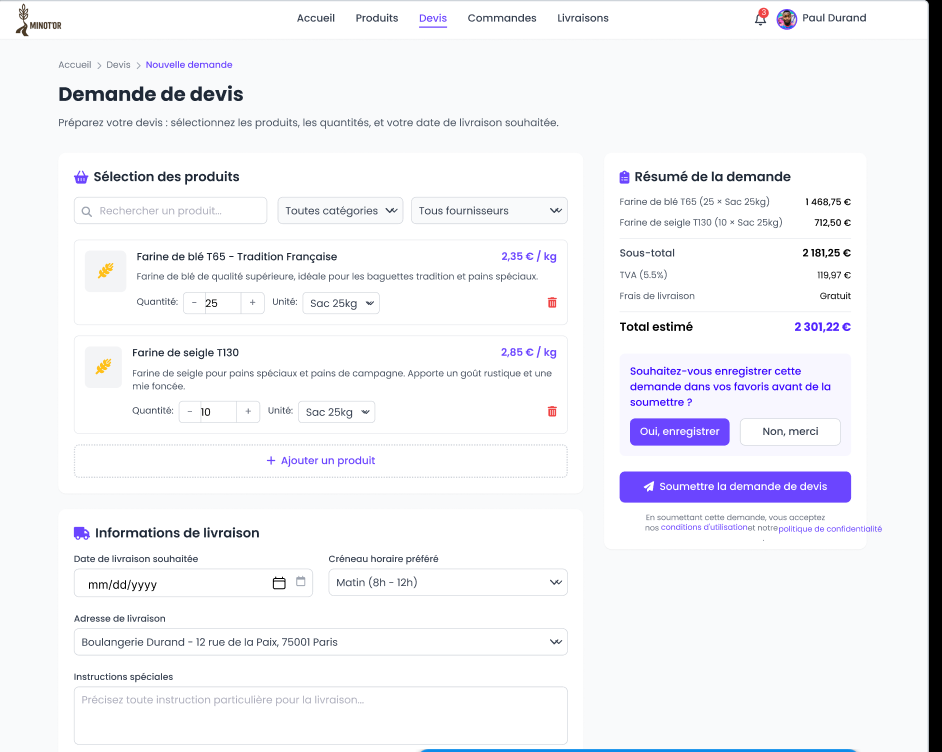 MINOT'OR
Accueil Produits Devis Commandes Livraisons
3
Paul Durand
Accueil > Devis > Nouvelle demande
Demande de devis
Préparez votre devis : sélectionnez les produits, les quantités, et votre date de livraison souhaitée.
Sélection des produits
Rechercher un produit...
Toutes catégories
Tous fournisseurs
Farine de blé T65 - Tradition Française
2,35 € / kg
Farine de blé de qualité supérieure, idéale pour les baguettes tradition et pains spéciaux.
Quantité: - 25 + Unité: Sac 25kg
Farine de seigle T130
2,85 € / kg
Farine de seigle pour pains spéciaux et pains de campagne. Apporte un goût rustique et une
mie foncée.
Quantité: - 10 + Unité: Sac 25kg
+ Ajouter un produit
Informations de livraison
Date de livraison souhaitée
mm/dd/yyyy
Créneau horaire préféré
Matin (8h - 12h)
Adresse de livraison
Boulangerie Durand - 12 rue de la Paix, 75001 Paris
Instructions spéciales
Précisez toute instruction particulière pour la livraison...
Résumé de la demande
Farine de blé T65 (25 × Sac 25kg) 1 468,75 €
Farine de seigle T130 (10 × Sac 25kg) 712,50 €
Sous-total 2 181,25 €
TVA (5.5%) 119,97 €
Frais de livraison Gratuit
Total estimé 2 301,22 €
Souhaitez-vous enregistrer cette
demande dans vos favoris avant de la
soumettre ?
Oui, enregistrer
Non, merci
Soumettre la demande de devis
En soumettant cette demande, vous acceptez
nos conditions d'utilisation et notre politique de confidentialité
.